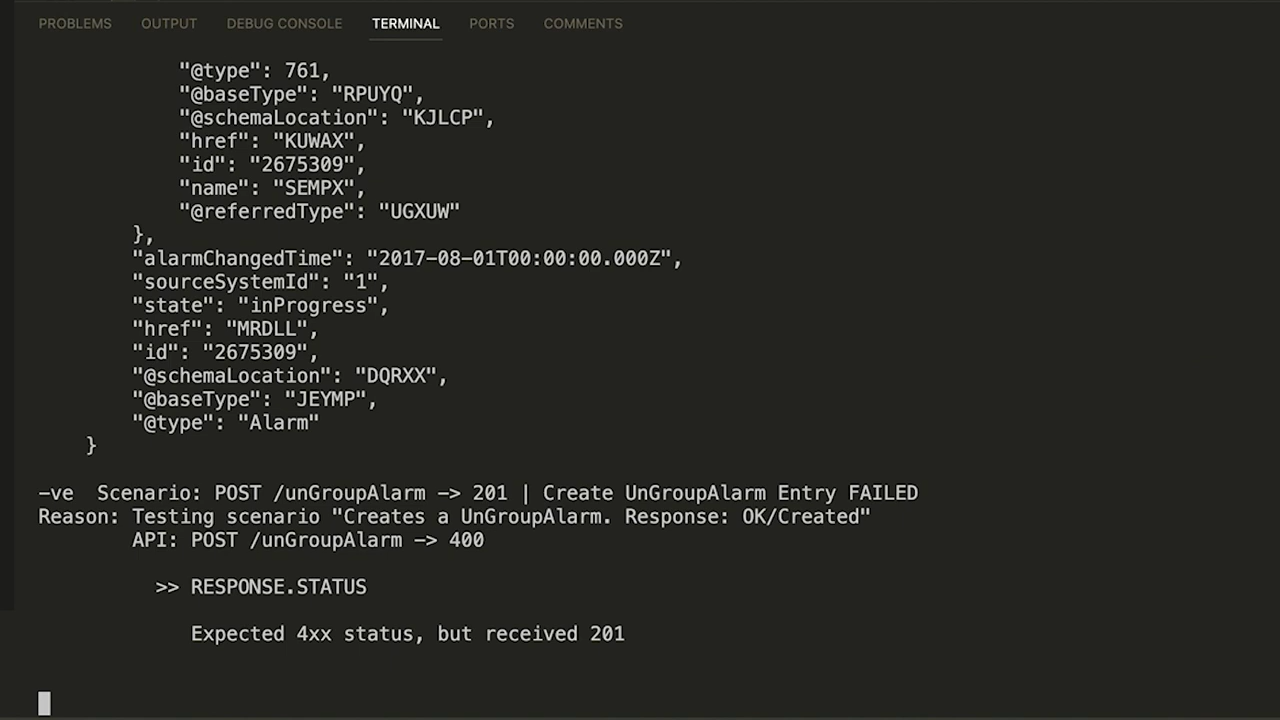 PROBLEMS OUTPUT DEBUG CONSOLE TERMINAL PORTS COMMENTS
"@type": 761,
"@baseType": "RPUYQ",
"@schemaLocation": "KJLCP",
"href": "KUWAX",
"id": "2675309",
"name": "SEMPX",
"@referredType": "UGXUW"
},
"alarmChangedTime": "2017-08-01T00:00:00.000Z",
"sourceSystemId": "1",
"state": "inProgress",
"href": "MRDLL",
"id": "2675309",
"@schemaLocation": "DQRXX",
"@baseType": "JEYMP",
"@type": "Alarm"
}
-ve  Scenario: POST /unGroupAlarm -> 201 | Create UnGroupAlarm Entry FAILED
Reason: Testing scenario "Creates a UnGroupAlarm. Response: OK/Created"
API: POST /unGroupAlarm -> 400
>> RESPONSE.STATUS
Expected 4xx status, but received 201